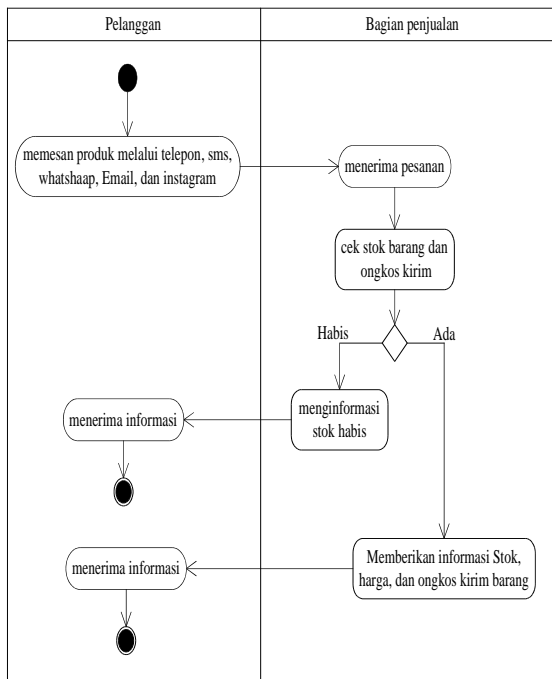 Pelanggan
Bagian penjualan
memesan produk melalui telepon, sms,
whatshaap, Email, dan instagram
menerima pesanan
cek stok barang dan
ongkos kirim
Habis
Ada
menginformasi
stok habis
menerima informasi
Memberikan informasi Stok,
harga, dan ongkos kirim barang
menerima informasi